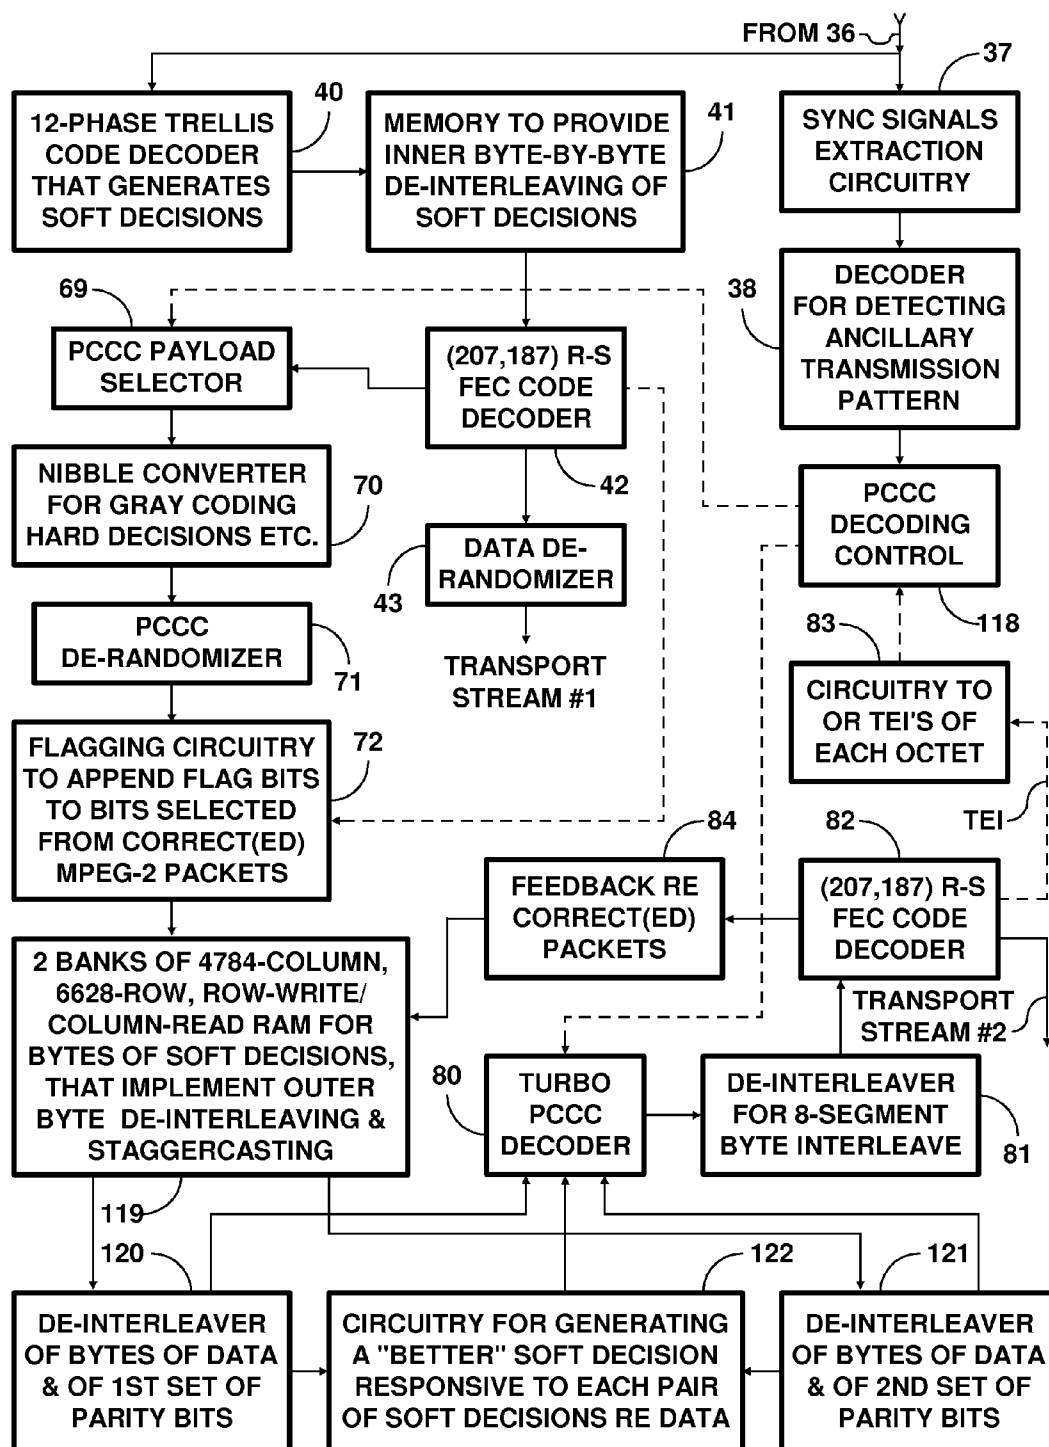 FROM 36
37
40
12-PHASE TRELLIS
CODE DECODER
THAT GENERATES
SOFT DECISIONS
41
MEMORY TO PROVIDE
INNER BYTE-BY-BYTE
DE-INTERLEAVING OF
SOFT DECISIONS
SYNC SIGNALS
EXTRACTION
CIRCUITRY
69
PCCC PAYLOAD
SELECTOR
(207,187) R-S
FEC CODE
DECODER
42
38
DECODER
FOR DETECTING
ANCILLARY
TRANSMISSION
PATTERN
NIBBLE CONVERTER
FOR GRAY CODING
HARD DECISIONS ETC.
70
DATA DE-
RANDOMIZER
43
PCCC
DECODING
CONTROL
118
PCCC
DE-RANDOMIZER
71
TRANSPORT
STREAM #1
83
CIRCUITRY TO
OR TEI'S OF
EACH OCTET
TEI
FLAGGING CIRCUITRY
TO APPEND FLAG BITS
TO BITS SELECTED
FROM CORRECT(ED)
MPEG-2 PACKETS
72
84
FEEDBACK RE
CORRECT(ED)
PACKETS
82
(207,187) R-S
FEC CODE
DECODER
TRANSPORT
STREAM #2
2 BANKS OF 4784-COLUMN,
6628-ROW, ROW-WRITE/
COLUMN-READ RAM FOR
BYTES OF SOFT DECISIONS,
THAT IMPLEMENT OUTER
BYTE DE-INTERLEAVING &
STAGGERCASTING
119
80
TURBO
PCCC
DECODER
DE-INTERLEAVER
FOR 8-SEGMENT
BYTE INTERLEAVE
81
120
DE-INTERLEAVER
OF BYTES OF DATA
& OF 1ST SET OF
PARITY BITS
122
CIRCUITRY FOR GENERATING
A "BETTER" SOFT DECISION
RESPONSIVE TO EACH PAIR
OF SOFT DECISIONS RE DATA
121
DE-INTERLEAVER
OF BYTES OF DATA
& OF 2ND SET OF
PARITY BITS